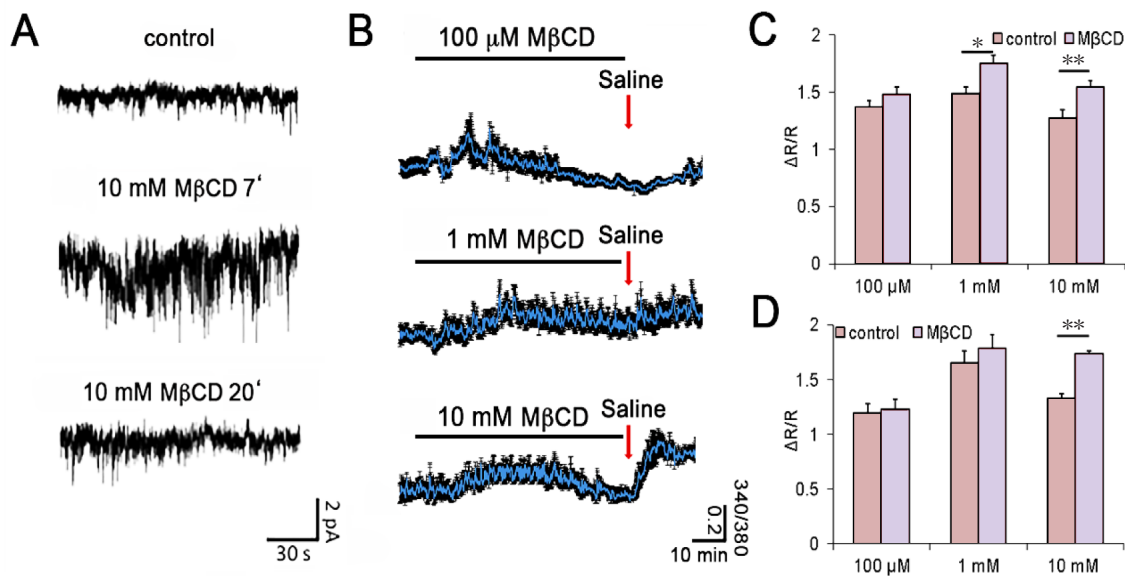 A
control
10 mM MβCD 7‘
10 mM MβCD 20‘
2 pA
30 s
B
100 μM MβCD
Saline
1 mM MβCD
Saline
10 mM MβCD
Saline
0.2
340/380
10 min
C
control MβCD
2
1.5
1
0.5
0
ΔR/R
*
**
100 μM 1 mM 10 mM
D
control MβCD
2
1.5
1
0.5
0
ΔR/R
**
100 μM 1 mM 10 mM